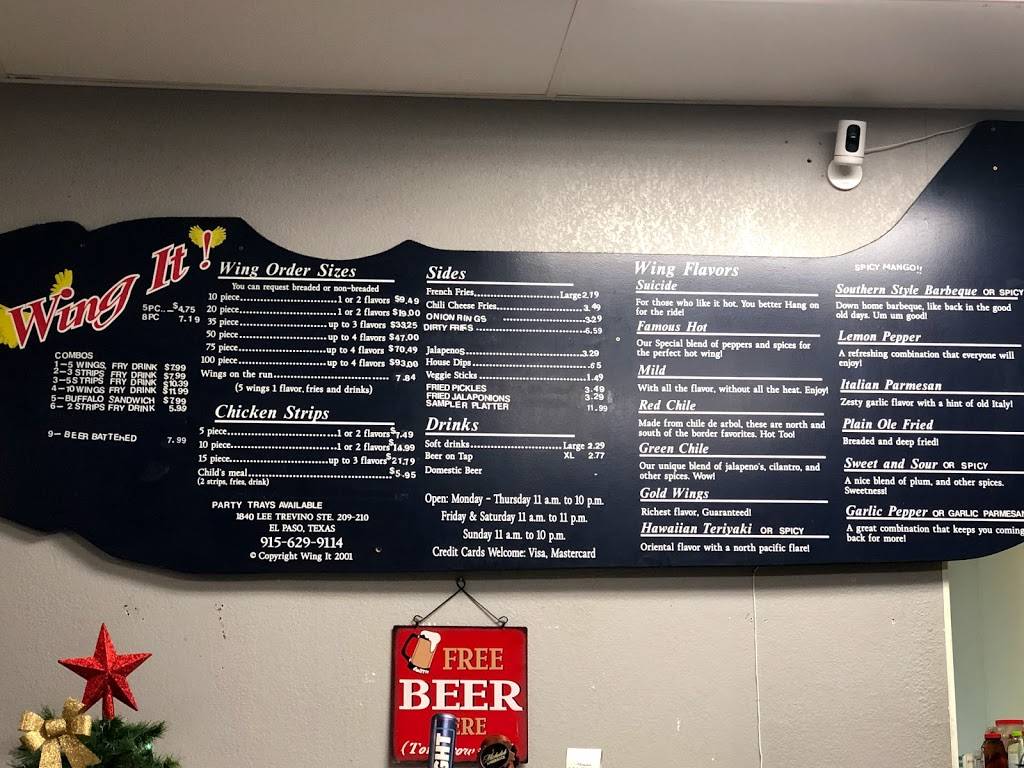 Wing It!
5PC. $4.75
8PC 7.19
COMBOS
1-5 WINGS, FRY DRINK $7.99
2-3 STRIPS FRY DRINK $7.99
3-5 STRIPS FRY DRINK $10.39
4-10 WINGS FRY DRINK $11.99
5-BUFFALO SANDWICH $7.99
6-2 STRIPS FRY DRINK 5.99
9-BEER BATTENED 7.99
Wing Order Sizes
You can request breaded or non-breaded
10 piece 1 or 2 flavors $9.49
20 piece 1 or 2 flavors $19.00
35 piece up to 3 flavors $33.25
50 piece up to 4 flavors $47.00
75 piece up to 4 flavors $70.49
100 piece up to 4 flavors $93.00
Wings on the run 7.84
(5 wings 1 flavor, fries and drinks)
Chicken Strips
5 piece 1 or 2 flavors $7.49
10 piece 1 or 2 flavors $14.99
15 piece up to 3 flavors $21.79
Child's meal $5.95
(2 strips, fries, drink)
PARTY TRAYS AVAILABLE
1840 LEE TREVINO STE. 209-210
EL PASO, TEXAS
915-629-9114
© Copyright Wing It 2001
Sides
French Fries Large 2.19
Chili Cheese Fries 3.49
ONION RINGS 3.29
DIRTY FRIES 6.59
Jalapenos 3.29
House Dips .65
Veggie Sticks 1.49
FRIED PICKLES 3.49
FRIED JALAPONIONS 3.29
SAMPLER PLATTER 11.99
Drinks
Soft drinks Large 2.29
Beer on Tap XL 2.77
Domestic Beer
Open: Monday - Thursday 11 a.m. to 10 p.m.
Friday & Saturday 11 a.m. to 11 p.m.
Sunday 11 a.m. to 10 p.m.
Credit Cards Welcome: Visa, Mastercard
Wing Flavors
Suicide
For those who like it hot. You better Hang on
for the ride!
Famous Hot
Our Special blend of peppers and spices for
the perfect hot wing!
Mild
With all the flavor, without all the heat. Enjoy!
Red Chile
Made from chile de arbol, these are north and
south of the border favorites. Hot Too!
Green Chile
Our unique blend of jalapeno's, cilantro, and
other spices. Wow!
Gold Wings
Richest flavor, Guaranteed!
Hawaiian Teriyaki OR SPICY
Oriental flavor with a north pacific flare!
SPICY MANGO!!
Southern Style Barbeque OR SPICY
Down home barbeque, like back in the good
old days. Um um good!
Lemon Pepper
A refreshing combination that everyone will
enjoy!
Italian Parmesan
Zesty garlic flavor with a hint of old Italy!
Plain Ole Fried
Breaded and deep fried!
Sweet and Sour OR SPICY
A nice blend of plum, and other spices.
Sweetness!
Garlic Pepper OR GARLIC PARMESAN
A great combination that keeps you coming
back for more!
FREE
BEER